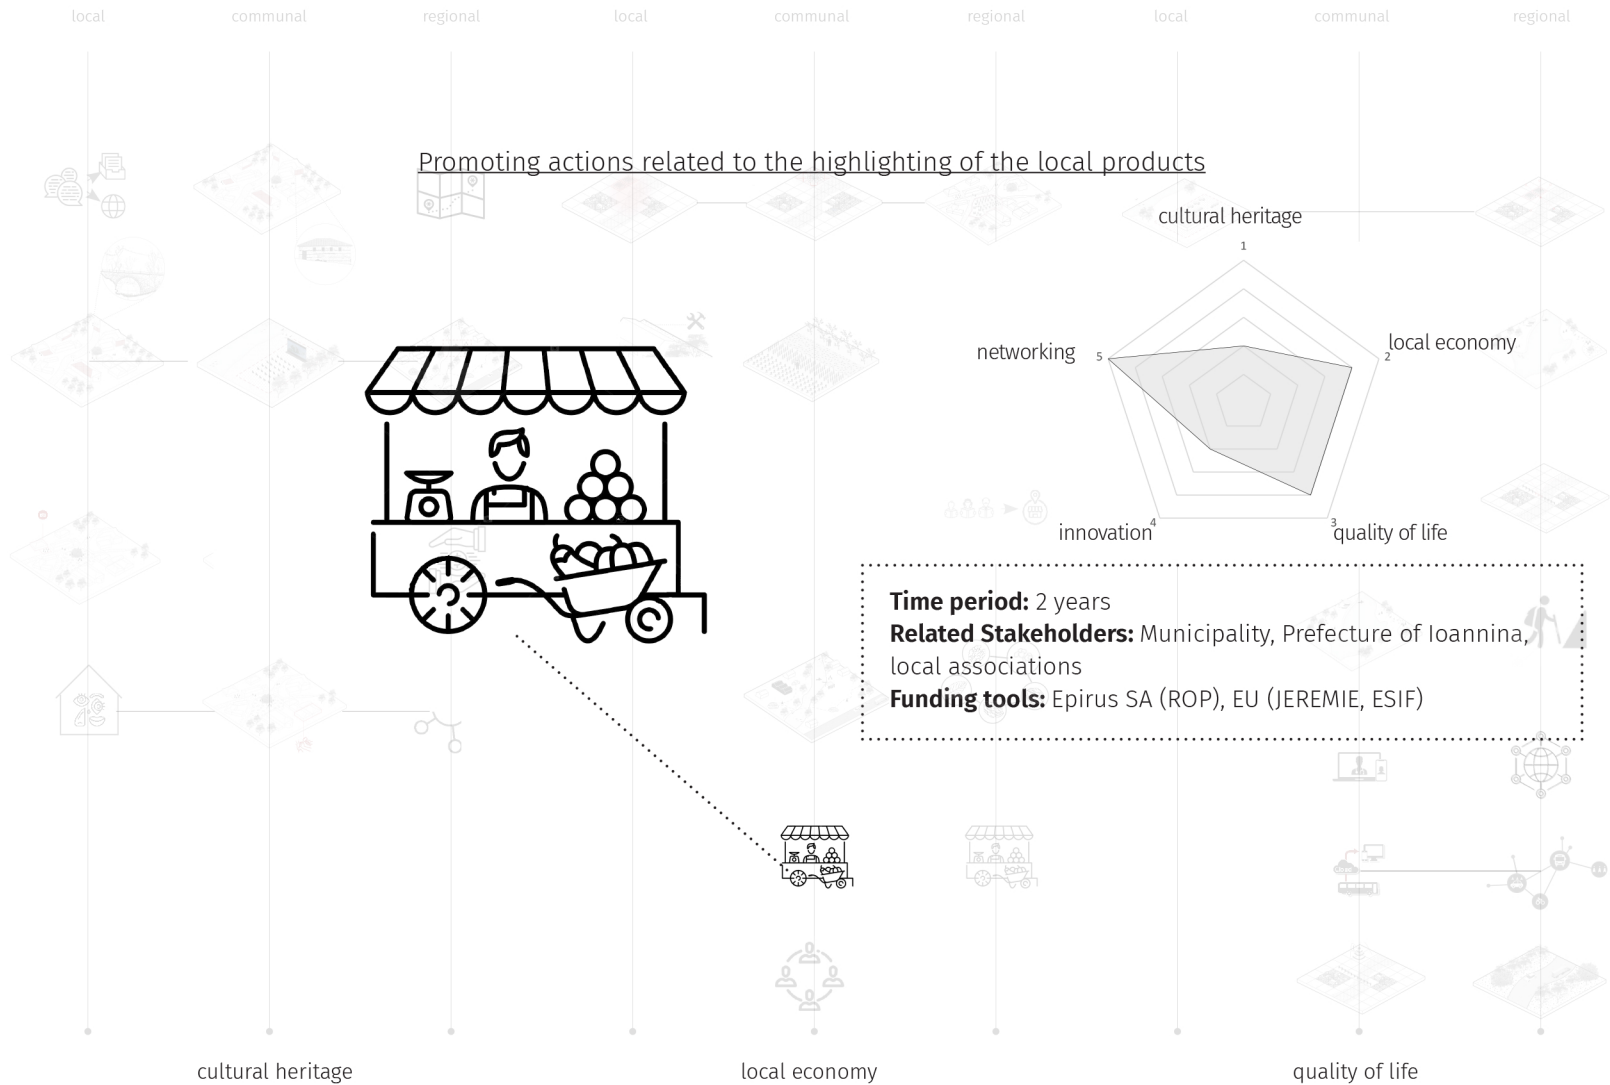 local communal regional local communal regional local communal regional
Promoting actions related to the highlighting of the local products
cultural heritage
1
networking
5
local economy
2
innovation
4
quality of life
3
Time period: 2 years
Related Stakeholders: Municipality, Prefecture of Ioannina,
local associations
Funding tools: Epirus SA (ROP), EU (JEREMIE, ESIF)
cultural heritage local economy quality of life